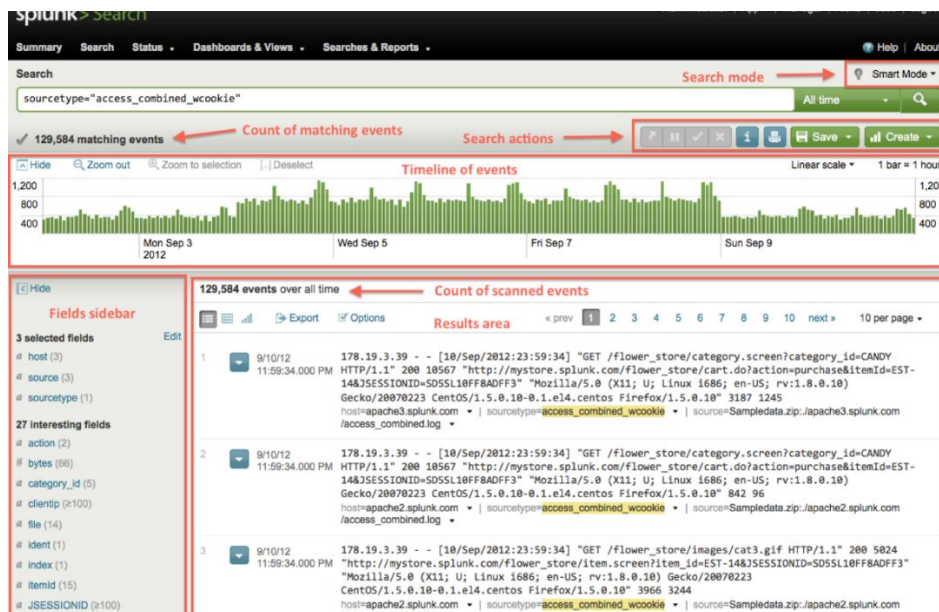 splunk> Search
Summary Search Status Dashboards & Views Searches & Reports Help | About
Search
Search mode
Smart Mode
sourcetype="access_combined_wcookie"
All time
129,584 matching events
Count of matching events
Search actions
Save
Create
Hide Zoom out Zoom to selection Deselect
Timeline of events
Linear scale 1 bar = 1 hour
1,200
800
400
1,20
800
400
Mon Sep 3
2012
Wed Sep 5
Fri Sep 7
Sun Sep 9
Hide
Fields sidebar
3 selected fields Edit
a host (3)
a source (3)
a sourcetype (1)
27 interesting fields
a action (2)
# bytes (66)
a category_id (5)
a clientip (≥100)
a file (14)
a ident (1)
a index (1)
a itemId (15)
a JSESSIONID (≥100)
129,584 events over all time
Count of scanned events
Export Options
Results area
« prev 1 2 3 4 5 6 7 8 9 10 next » 10 per page
1
9/10/12
11:59:34.000 PM
178.19.3.39 - - [10/Sep/2012:23:59:34] "GET /flower_store/category.screen?category_id=CANDY
HTTP/1.1" 200 10567 "http://mystore.splunk.com/flower_store/cart.do?action=purchase&itemId=EST-
14&JSESSIONID=SD5SL10FF8ADFF3" "Mozilla/5.0 (X11; U; Linux i686; en-US; rv:1.8.0.10)
Gecko/20070223 CentOS/1.5.0.10-0.1.el4.centos Firefox/1.5.0.10" 3187 1245
host=apache3.splunk.com | sourcetype=access_combined_wcookie | source=Sampledata.zip:./apache3.splunk.com
/access_combined.log
2
9/10/12
11:59:34.000 PM
178.19.3.39 - - [10/Sep/2012:23:59:34] "GET /flower_store/category.screen?category_id=CANDY
HTTP/1.1" 200 10567 "http://mystore.splunk.com/flower_store/cart.do?action=purchase&itemId=EST-
14&JSESSIONID=SD5SL10FF8ADFF3" "Mozilla/5.0 (X11; U; Linux i686; en-US; rv:1.8.0.10)
Gecko/20070223 CentOS/1.5.0.10-0.1.el4.centos Firefox/1.5.0.10" 842 96
host=apache2.splunk.com | sourcetype=access_combined_wcookie | source=Sampledata.zip:./apache2.splunk.com
/access_combined.log
3
9/10/12
11:59:34.000 PM
178.19.3.39 - - [10/Sep/2012:23:59:34] "GET /flower_store/images/cat3.gif HTTP/1.1" 200 5024
"http://mystore.splunk.com/flower_store/item.screen?item_id=EST-14&JSESSIONID=SD5SL10FF8ADFF3"
"Mozilla/5.0 (X11; U; Linux i686; en-US; rv:1.8.0.10) Gecko/20070223
CentOS/1.5.0.10-0.1.el4.centos Firefox/1.5.0.10" 3966 3244
host=apache2.splunk.com | sourcetype=access_combined_wcookie | source=Sampledata.zip:./apache2.splunk.com